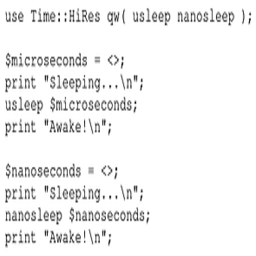 use Time::HiRes qw( usleep nanosleep );

$microseconds = <>;
print "Sleeping...\n";
usleep $microseconds;
print "Awake!\n";

$nanoseconds = <>;
print "Sleeping...\n";
nanosleep $nanoseconds;
print "Awake!\n";